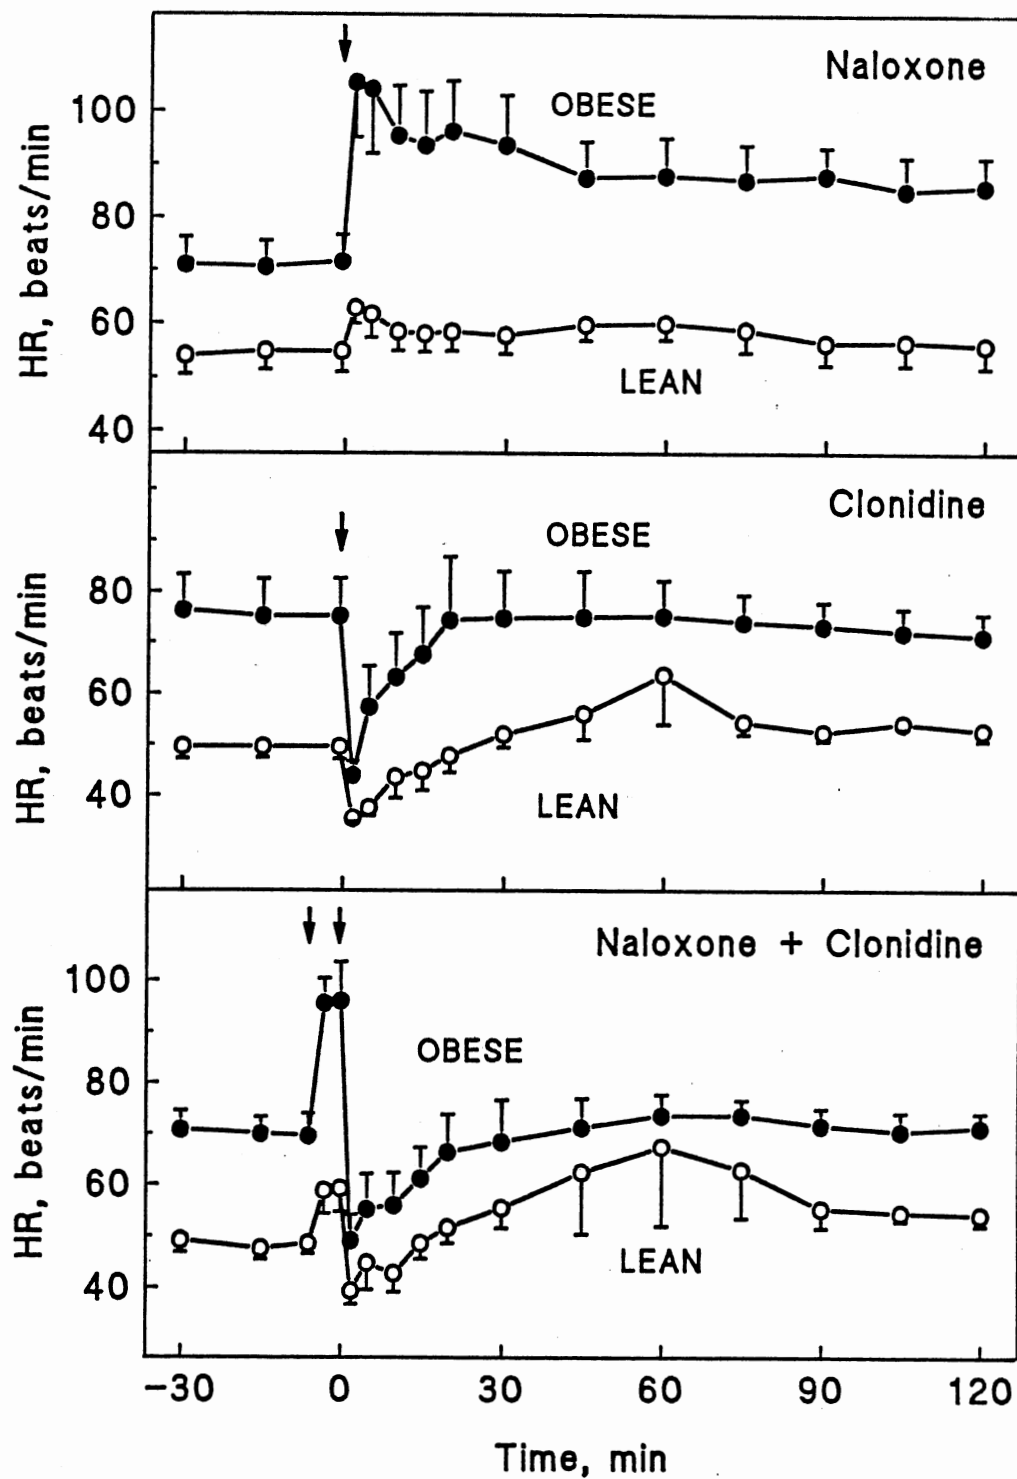 Naloxone
OBESE
100
80
60
40
HR, beats/min
LEAN
Clonidine
OBESE
80
60
40
HR, beats/min
LEAN
Naloxone + Clonidine
100
80
60
40
HR, beats/min
OBESE
LEAN
-30 0 30 60 90 120
Time, min